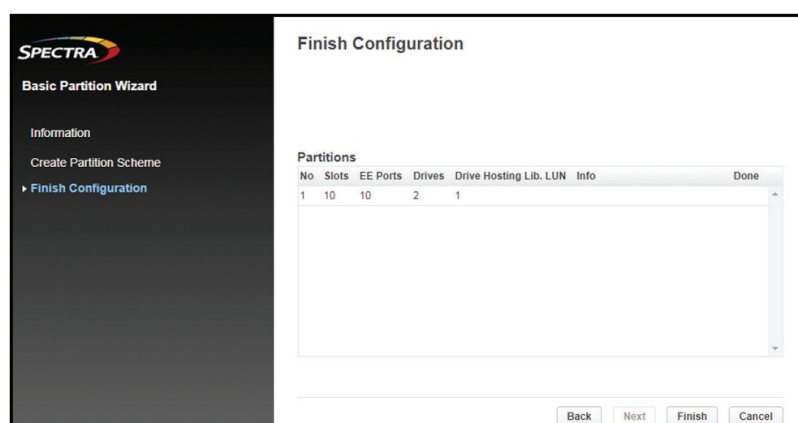 SPECTRA
Basic Partition Wizard
Information
Create Partition Scheme
Finish Configuration
Finish Configuration
Partitions
No Slots EE Ports Drives Drive Hosting Lib. LUN Info Done
1 10 10 2 1
Back Next Finish Cancel